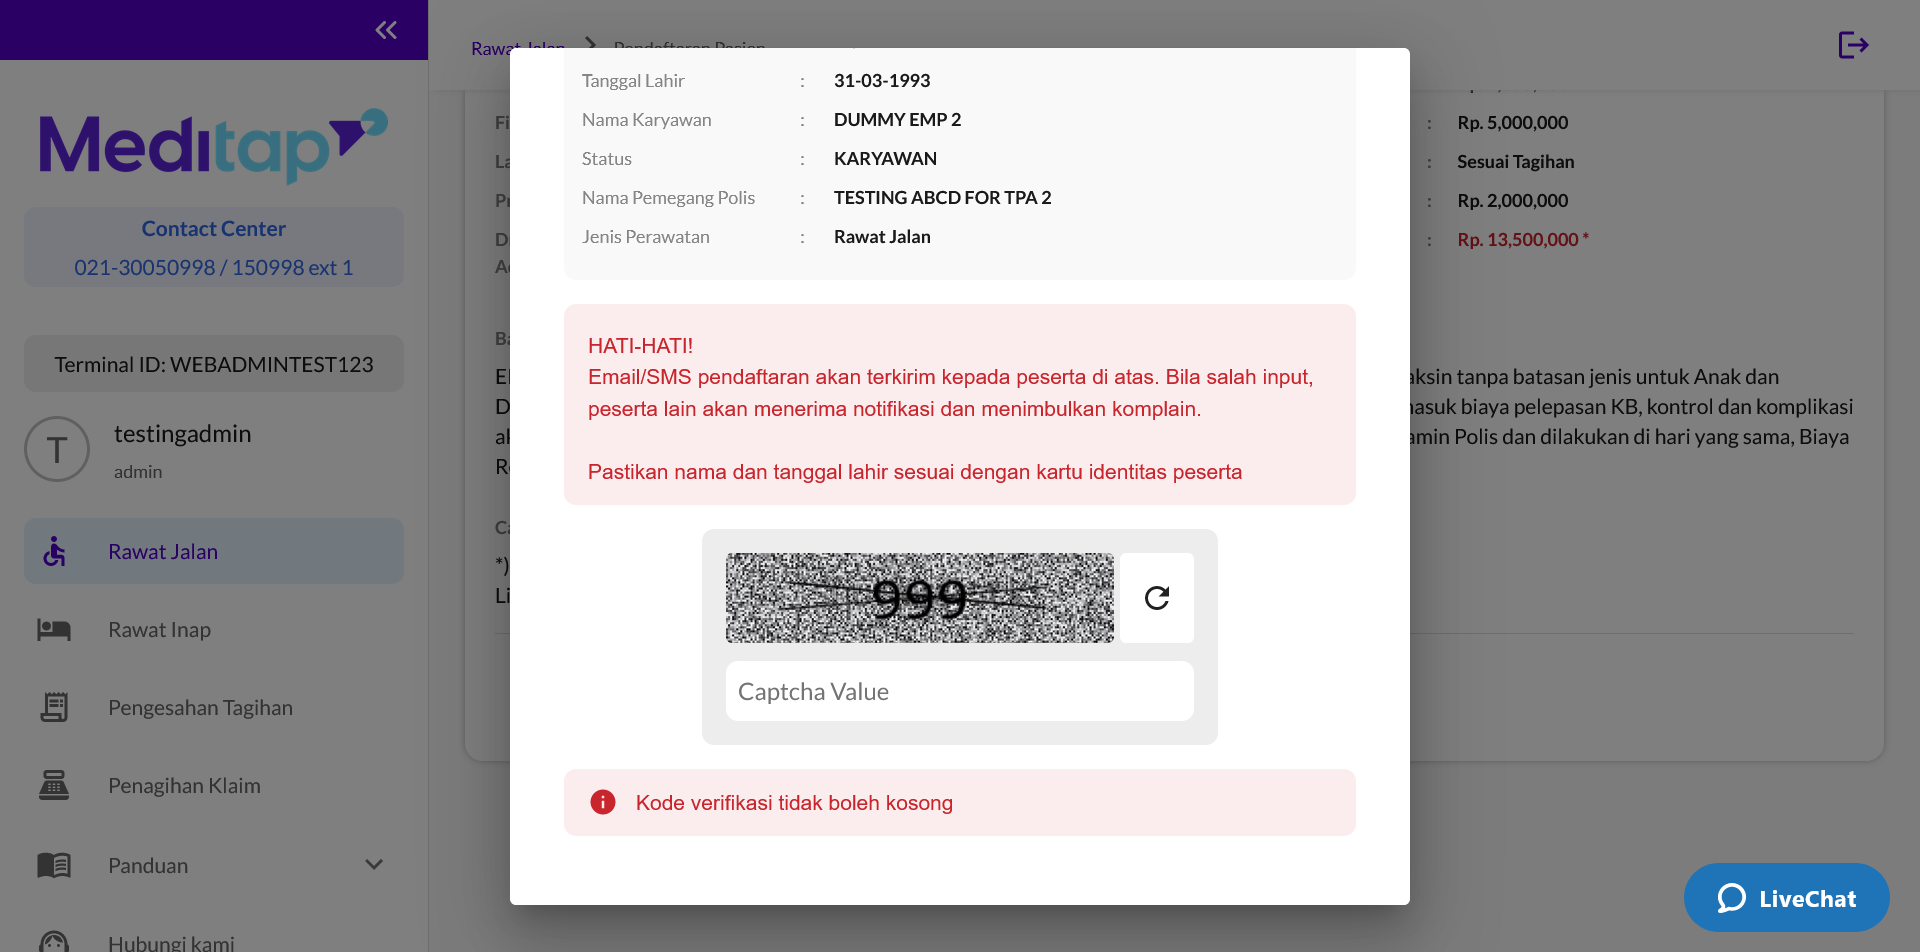 Meditap
Contact Center
021-30050998 / 150998 ext 1
Terminal ID: WEBADMINTEST123
T
testingadmin
admin
Rawat Jalan
Rawat Inap
Pengesahan Tagihan
Penagihan Klaim
Panduan
Hubungi kami
Rawat Jalan
Pendaftaran Pasien
Tanggal Lahir : 31-03-1993
Nama Karyawan : DUMMY EMP 2
Status : KARYAWAN
Nama Pemegang Polis : TESTING ABCD FOR TPA 2
Jenis Perawatan : Rawat Jalan
HATI-HATI!
Email/SMS pendaftaran akan terkirim kepada peserta di atas. Bila salah input,
peserta lain akan menerima notifikasi dan menimbulkan komplain.
Pastikan nama dan tanggal lahir sesuai dengan kartu identitas peserta
999
Captcha Value
Kode verifikasi tidak boleh kosong
: Rp. 5,000,000
: Sesuai Tagihan
: Rp. 2,000,000
: Rp. 13,500,000 *
tanpa batasan jenis untuk Anak dan
biaya pelepasan KB, kontrol dan komplikasi
Polis dan dilakukan di hari yang sama, Biaya
LiveChat